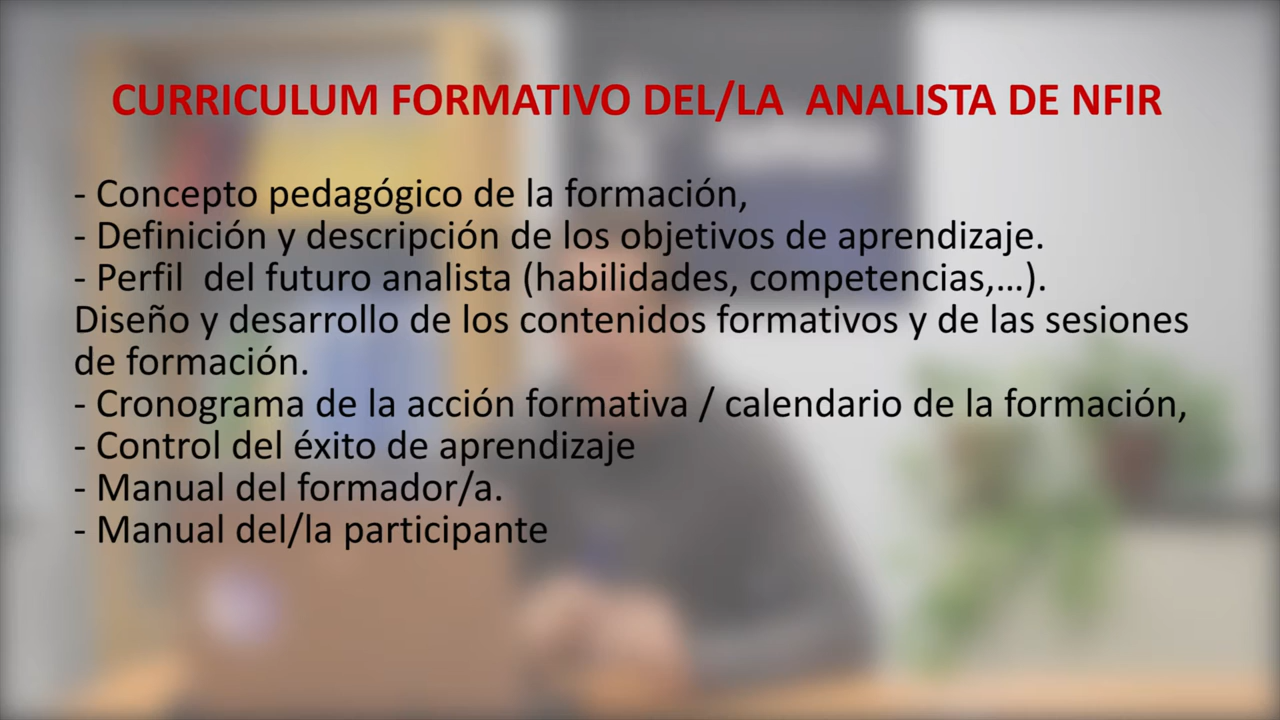 CURRICULUM FORMATIVO DEL/LA  ANALISTA DE NFIR
- Concepto pedagógico de la formación,
- Definición y descripción de los objetivos de aprendizaje.
- Perfil  del futuro analista (habilidades, competencias,...).
Diseño y desarrollo de los contenidos formativos y de las sesiones
de formación.
- Cronograma de la acción formativa / calendario de la formación,
- Control del éxito de aprendizaje
- Manual del formador/a.
- Manual del/la participante